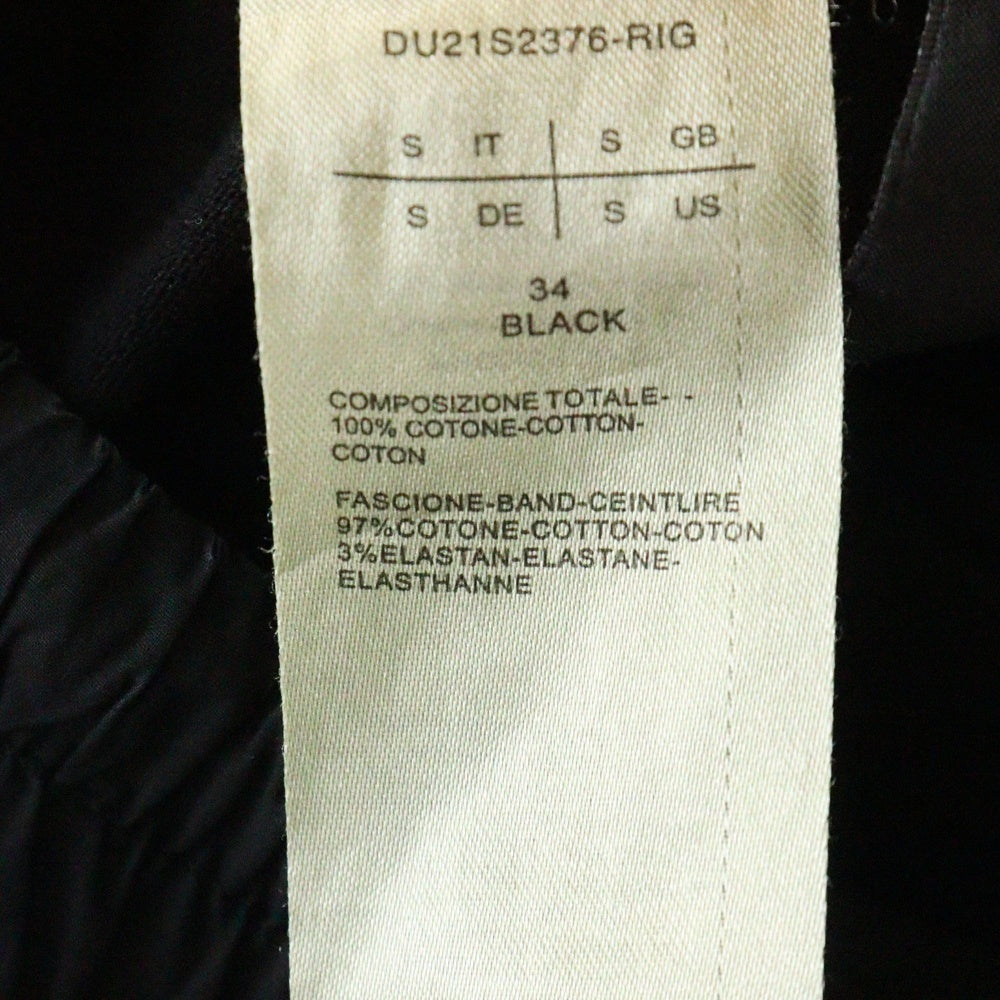 DU21S2376-RIG
S IT S GB
S DE S US
34
BLACK
COMPOSIZIONE TOTALE- -
100% COTONE-COTTON-
COTON
FASCIONE-BAND-CEINTLIRE
97%COTONE-COTTON-COTON
3%ELASTAN-ELASTANE-
ELASTHANNE